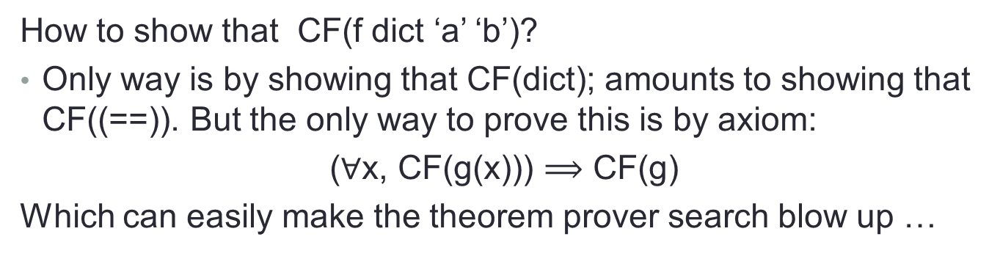 How to show that CF(f dict ‘a’ ‘b’)?
• Only way is by showing that CF(dict); amounts to showing that
CF((==)). But the only way to prove this is by axiom:
(∀x, CF(g(x))) ⟹ CF(g)
Which can easily make the theorem prover search blow up …